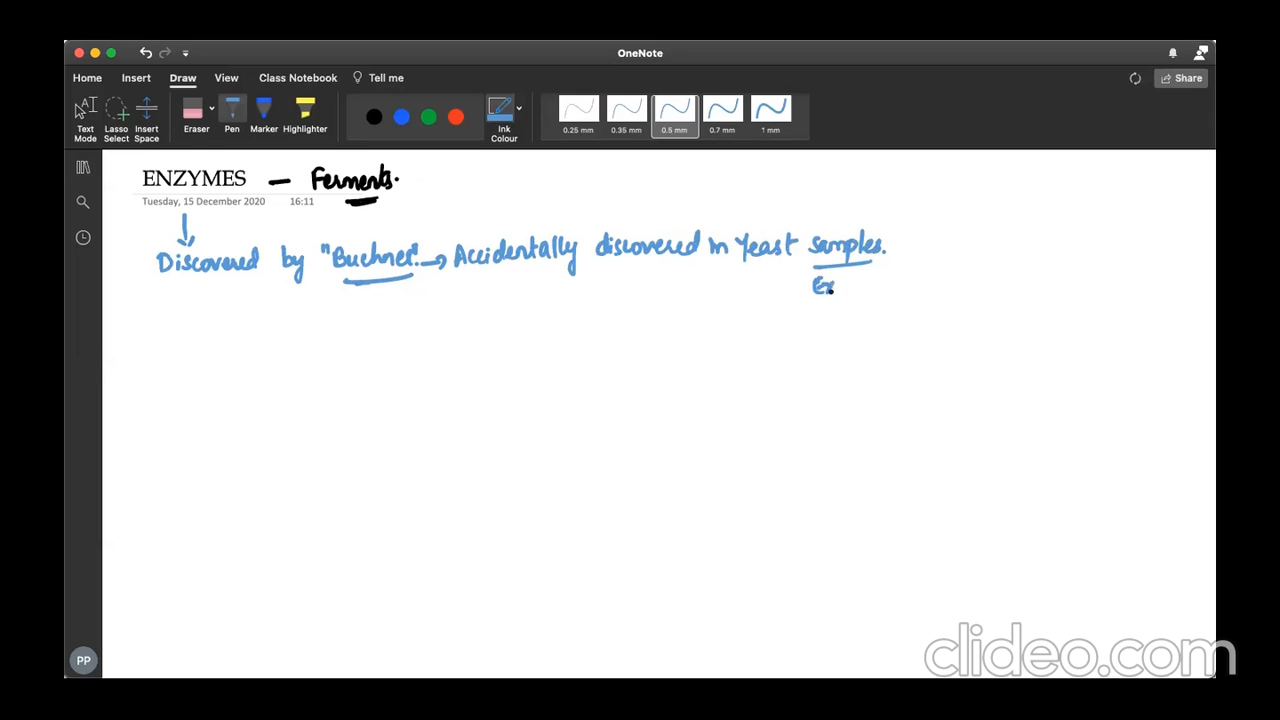 OneNote
Home Insert Draw View Class Notebook Tell me Share
Text Mode Lasso Select Insert Space Eraser Pen Marker Highlighter Ink Colour 0.25 mm 0.35 mm 0.5 mm 0.7 mm 1 mm
ENZYMES — Ferments.
Tuesday, 15 December 2020 16:11
Discovered by "Buchner". → Accidentally discovered in Yeast samples.
Ex
PP
clideo.com